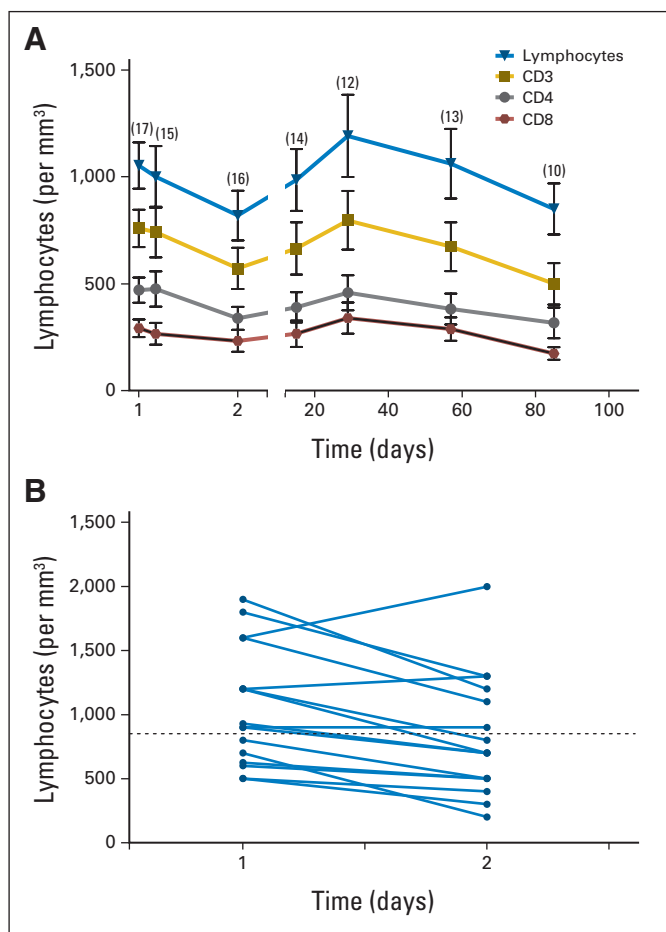 A
Lymphocytes
CD3
CD4
CD8
1,500
1,000
500
0
Lymphocytes (per mm³)
(17)
(15)
(16)
(14)
(12)
(13)
(10)
1
2
20
40
60
80
100
Time (days)
B
1,500
2,000
1,500
1,000
500
0
Lymphocytes (per mm³)
1
2
Time (days)